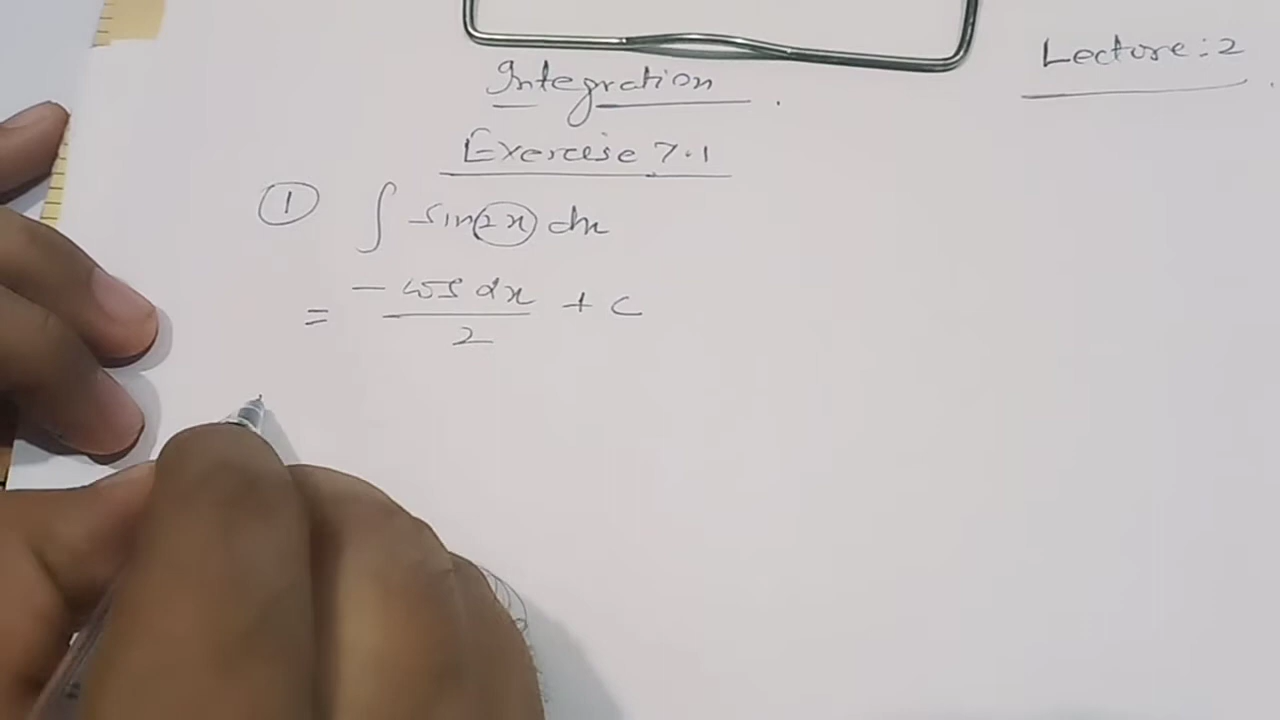 Lecture: 2
Integration
Exercise 7.1
① ∫ sin 2x dx
= - cos 2x / 2 + c